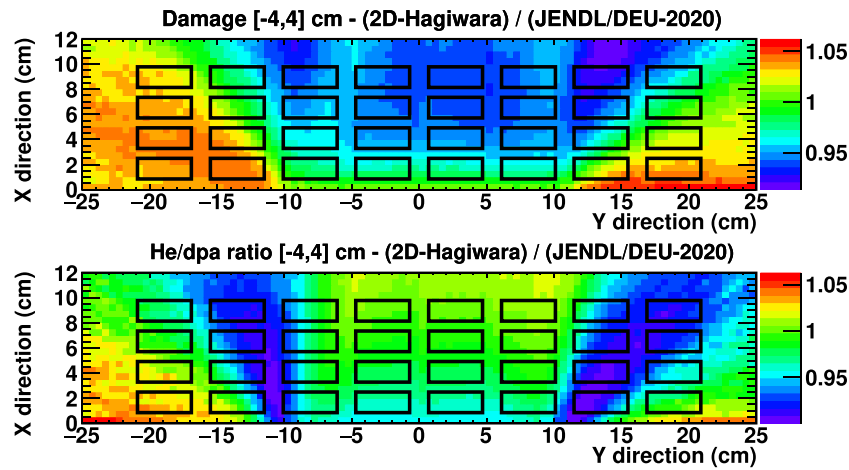 Damage [-4,4] cm - (2D-Hagiwara) / (JENDL/DEU-2020)
X direction (cm)
12
10
8
6
4
2
0
−25 −20 −15 −10 −5 0 5 10 15 20 25
Y direction (cm)
1.05
1
0.95
He/dpa ratio [-4,4] cm - (2D-Hagiwara) / (JENDL/DEU-2020)
X direction (cm)
12
10
8
6
4
2
0
−25 −20 −15 −10 −5 0 5 10 15 20 25
Y direction (cm)
1.05
1
0.95